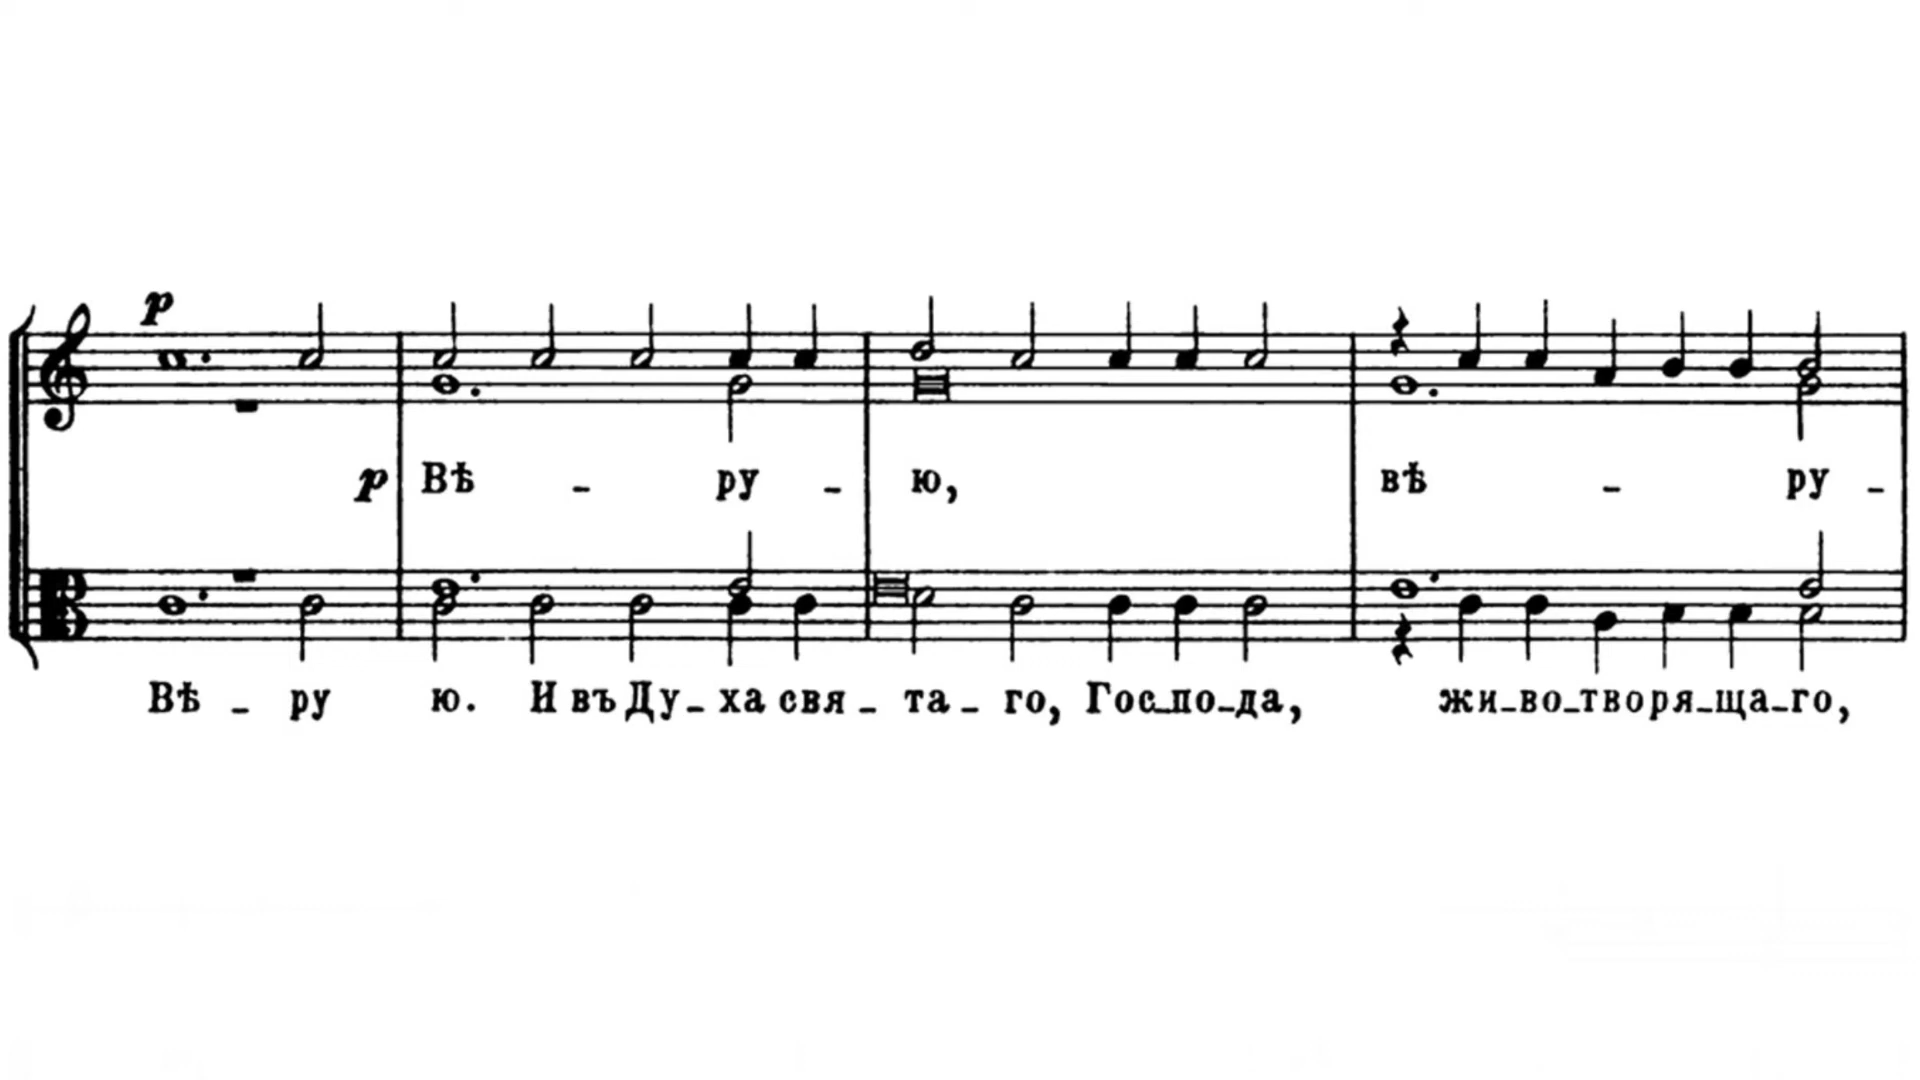 p
p Вѣ - ру - ю, вѣ - ру -
Вѣ - ру ю. И въ Ду - ха свя - та - го, Гос - по - да, жи - во - творя - ща - го,